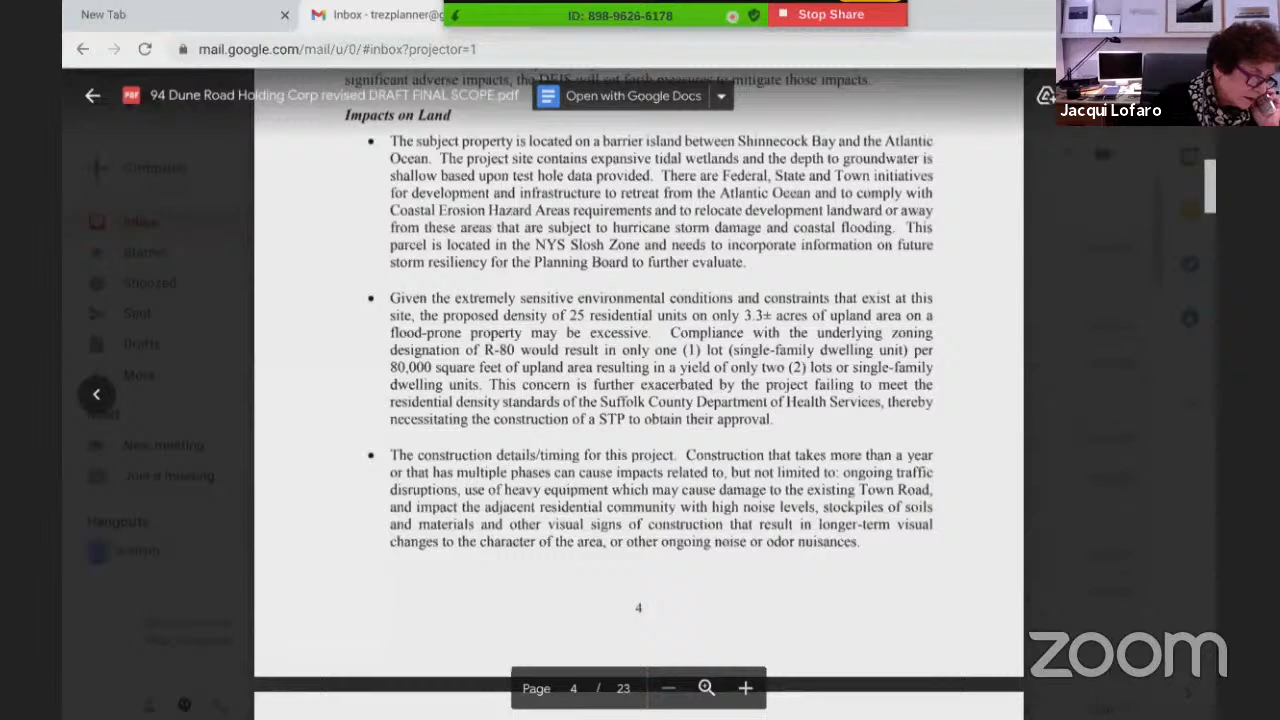 New Tab
Inbox - trezplanner@g
ID: 898-9626-6178
Stop Share
mail.google.com/mail/u/0/#inbox?projector=1
significant adverse impacts, the DEIS will set forth measures to mitigate those impacts.
PDF
94 Dune Road Holding Corp revised DRAFT FINAL SCOPE.pdf
Open with Google Docs
Jacqui Lofaro
Impacts on Land
• The subject property is located on a barrier island between Shinnecock Bay and the Atlantic
Ocean. The project site contains expansive tidal wetlands and the depth to groundwater is
shallow based upon test hole data provided. There are Federal, State and Town initiatives
for development and infrastructure to retreat from the Atlantic Ocean and to comply with
Coastal Erosion Hazard Areas requirements and to relocate development landward or away
from these areas that are subject to hurricane storm damage and coastal flooding. This
parcel is located in the NYS Slosh Zone and needs to incorporate information on future
storm resiliency for the Planning Board to further evaluate.
• Given the extremely sensitive environmental conditions and constraints that exist at this
site, the proposed density of 25 residential units on only 3.3± acres of upland area on a
flood-prone property may be excessive. Compliance with the underlying zoning
designation of R-80 would result in only one (1) lot (single-family dwelling unit) per
80,000 square feet of upland area resulting in a yield of only two (2) lots or single-family
dwelling units. This concern is further exacerbated by the project failing to meet the
residential density standards of the Suffolk County Department of Health Services, thereby
necessitating the construction of a STP to obtain their approval.
• The construction details/timing for this project. Construction that takes more than a year
or that has multiple phases can cause impacts related to, but not limited to: ongoing traffic
disruptions, use of heavy equipment which may cause damage to the existing Town Road,
and impact the adjacent residential community with high noise levels, stockpiles of soils
and materials and other visual signs of construction that result in longer-term visual
changes to the character of the area, or other ongoing noise or odor nuisances.
4
Compose
Inbox
Starred
Snoozed
Sent
Drafts
More
Meet
New meeting
Join a meeting
Hangouts
Page 4 / 23
zoom